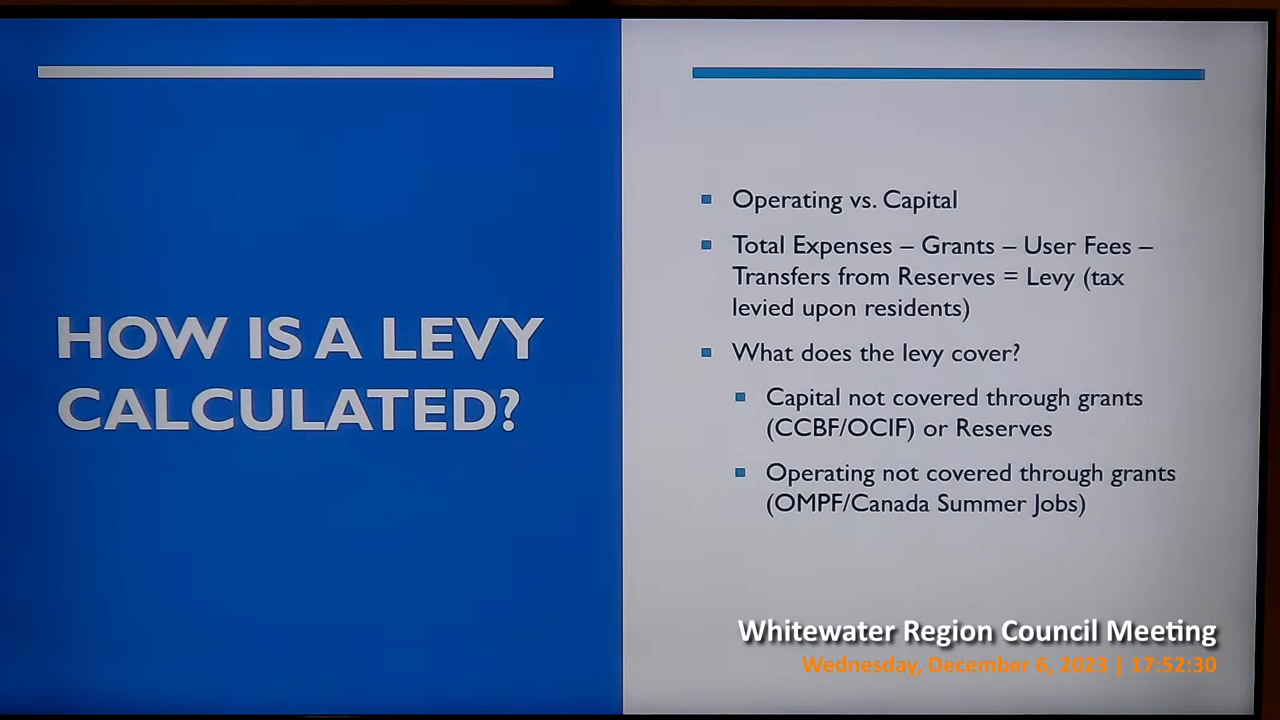 HOW IS A LEVY
CALCULATED?
Operating vs. Capital
Total Expenses – Grants – User Fees –
Transfers from Reserves = Levy (tax
levied upon residents)
What does the levy cover?
Capital not covered through grants
(CCBF/OCIF) or Reserves
Operating not covered through grants
(OMPF/Canada Summer Jobs)
Whitewater Region Council Meeting
Wednesday, December 6, 2023 | 17:52:30